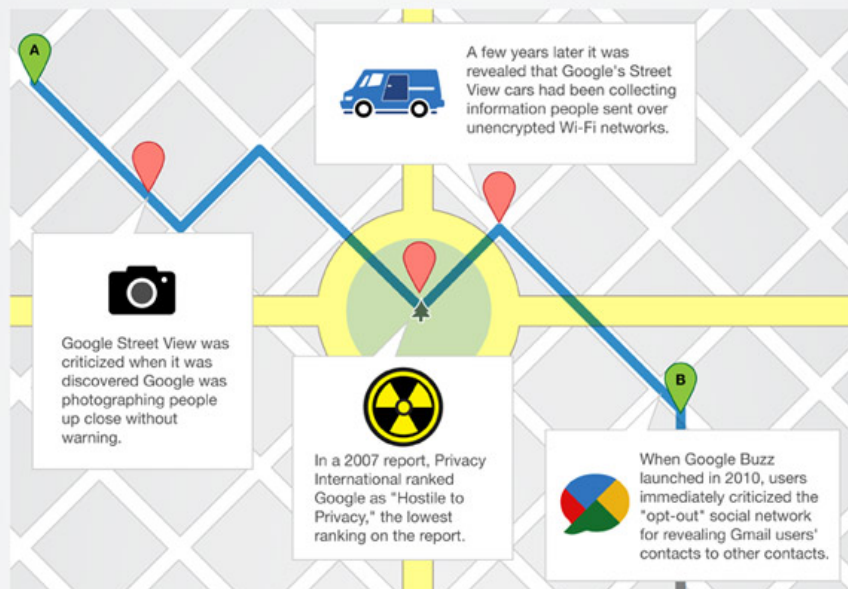 A
A few years later it was
revealed that Google's Street
View cars had been collecting
information people sent over
unencrypted Wi-Fi networks.
Google Street View was
criticized when it was
discovered Google was
photographing people
up close without
warning.
In a 2007 report, Privacy
International ranked
Google as "Hostile to
Privacy," the lowest
ranking on the report.
B
When Google Buzz
launched in 2010, users
immediately criticized the
"opt-out" social network
for revealing Gmail users'
contacts to other contacts.